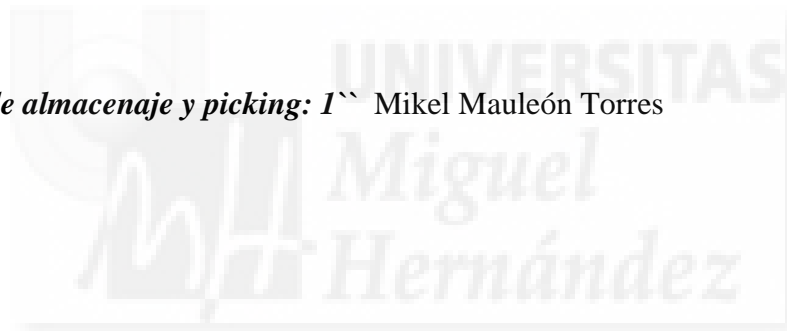 UNIVERSITAS
e almacenaje y picking: 1`` Mikel Mauleón Torres
Miguel
Hernández